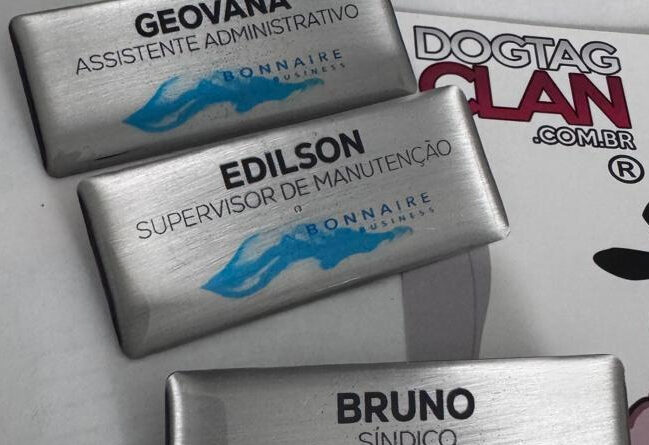 GEOVANA
ASSISTENTE ADMINISTRATIVO
BONNAIRE
BUSINESS
DOGTAG
CLAN
.COM.BR
®
EDILSON
SUPERVISOR DE MANUTENÇÃO
BONNAIRE
BUSINESS
BRUNO
SÍNDICO